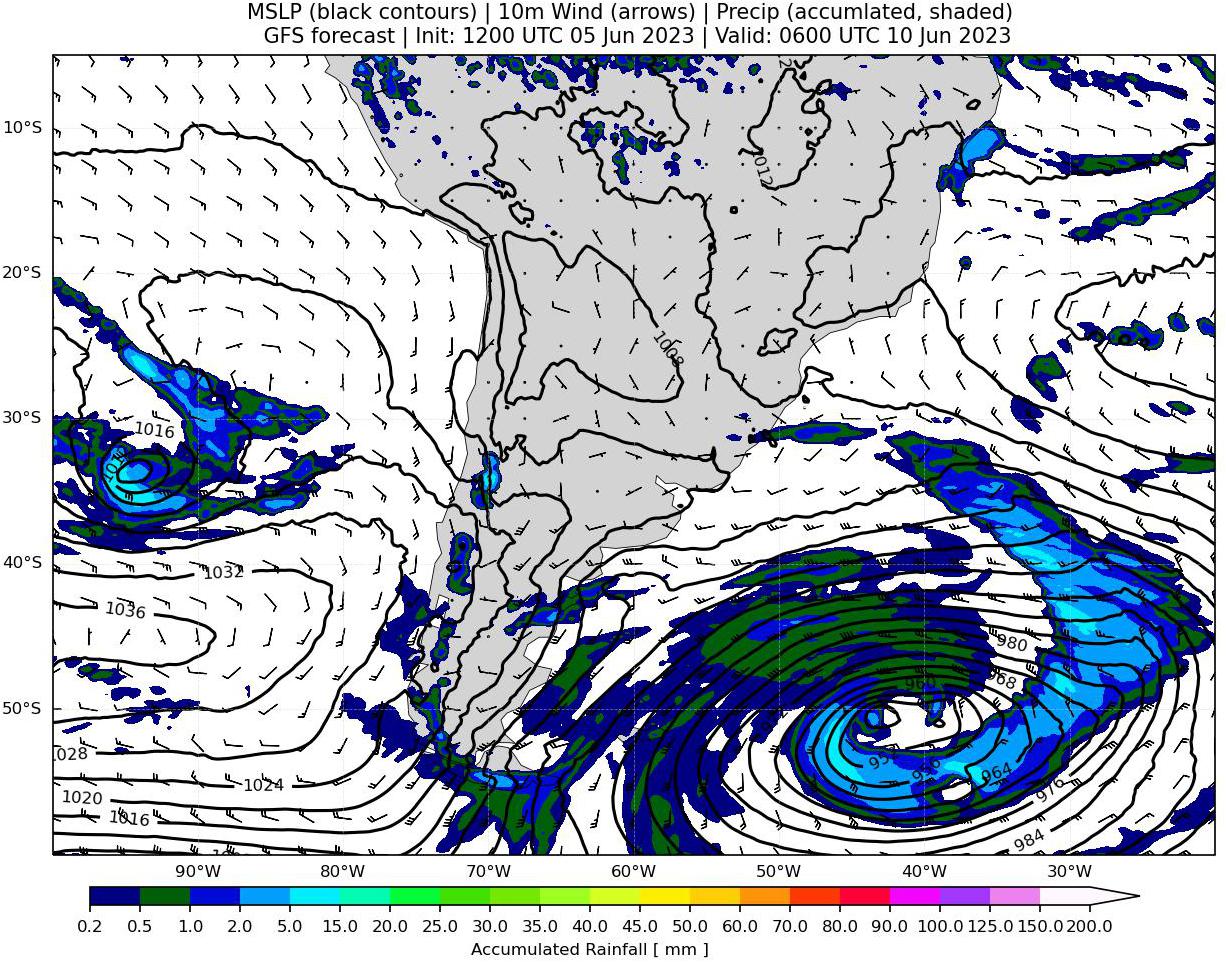 MSLP (black contours) | 10m Wind (arrows) | Precip (accumlated, shaded)
GFS forecast | Init: 1200 UTC 05 Jun 2023 | Valid: 0600 UTC 10 Jun 2023
10°S
1012
20°S
1008
30°S
1016
40°S
1032
1036
980
968
960
50°S
1028
952
956
964
1024
976
1020
1016
984
90°W 80°W 70°W 60°W 50°W 40°W 30°W
0.2 0.5 1.0 2.0 5.0 10.0 15.0 20.0 25.0 30.0 35.0 40.0 45.0 50.0 60.0 70.0 80.0 90.0 100.0 125.0 150.0 200.0
Accumulated Rainfall [ mm ]